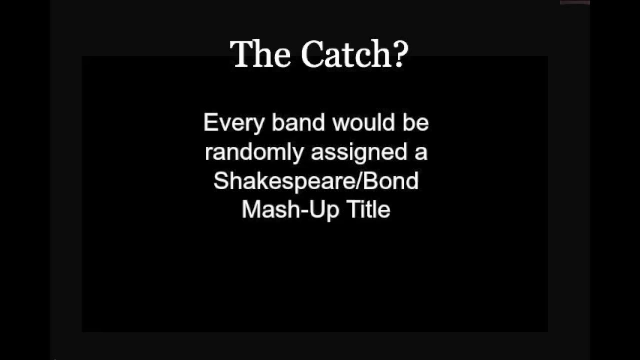 The Catch?
Every band would be
randomly assigned a
Shakespeare/Bond
Mash-Up Title